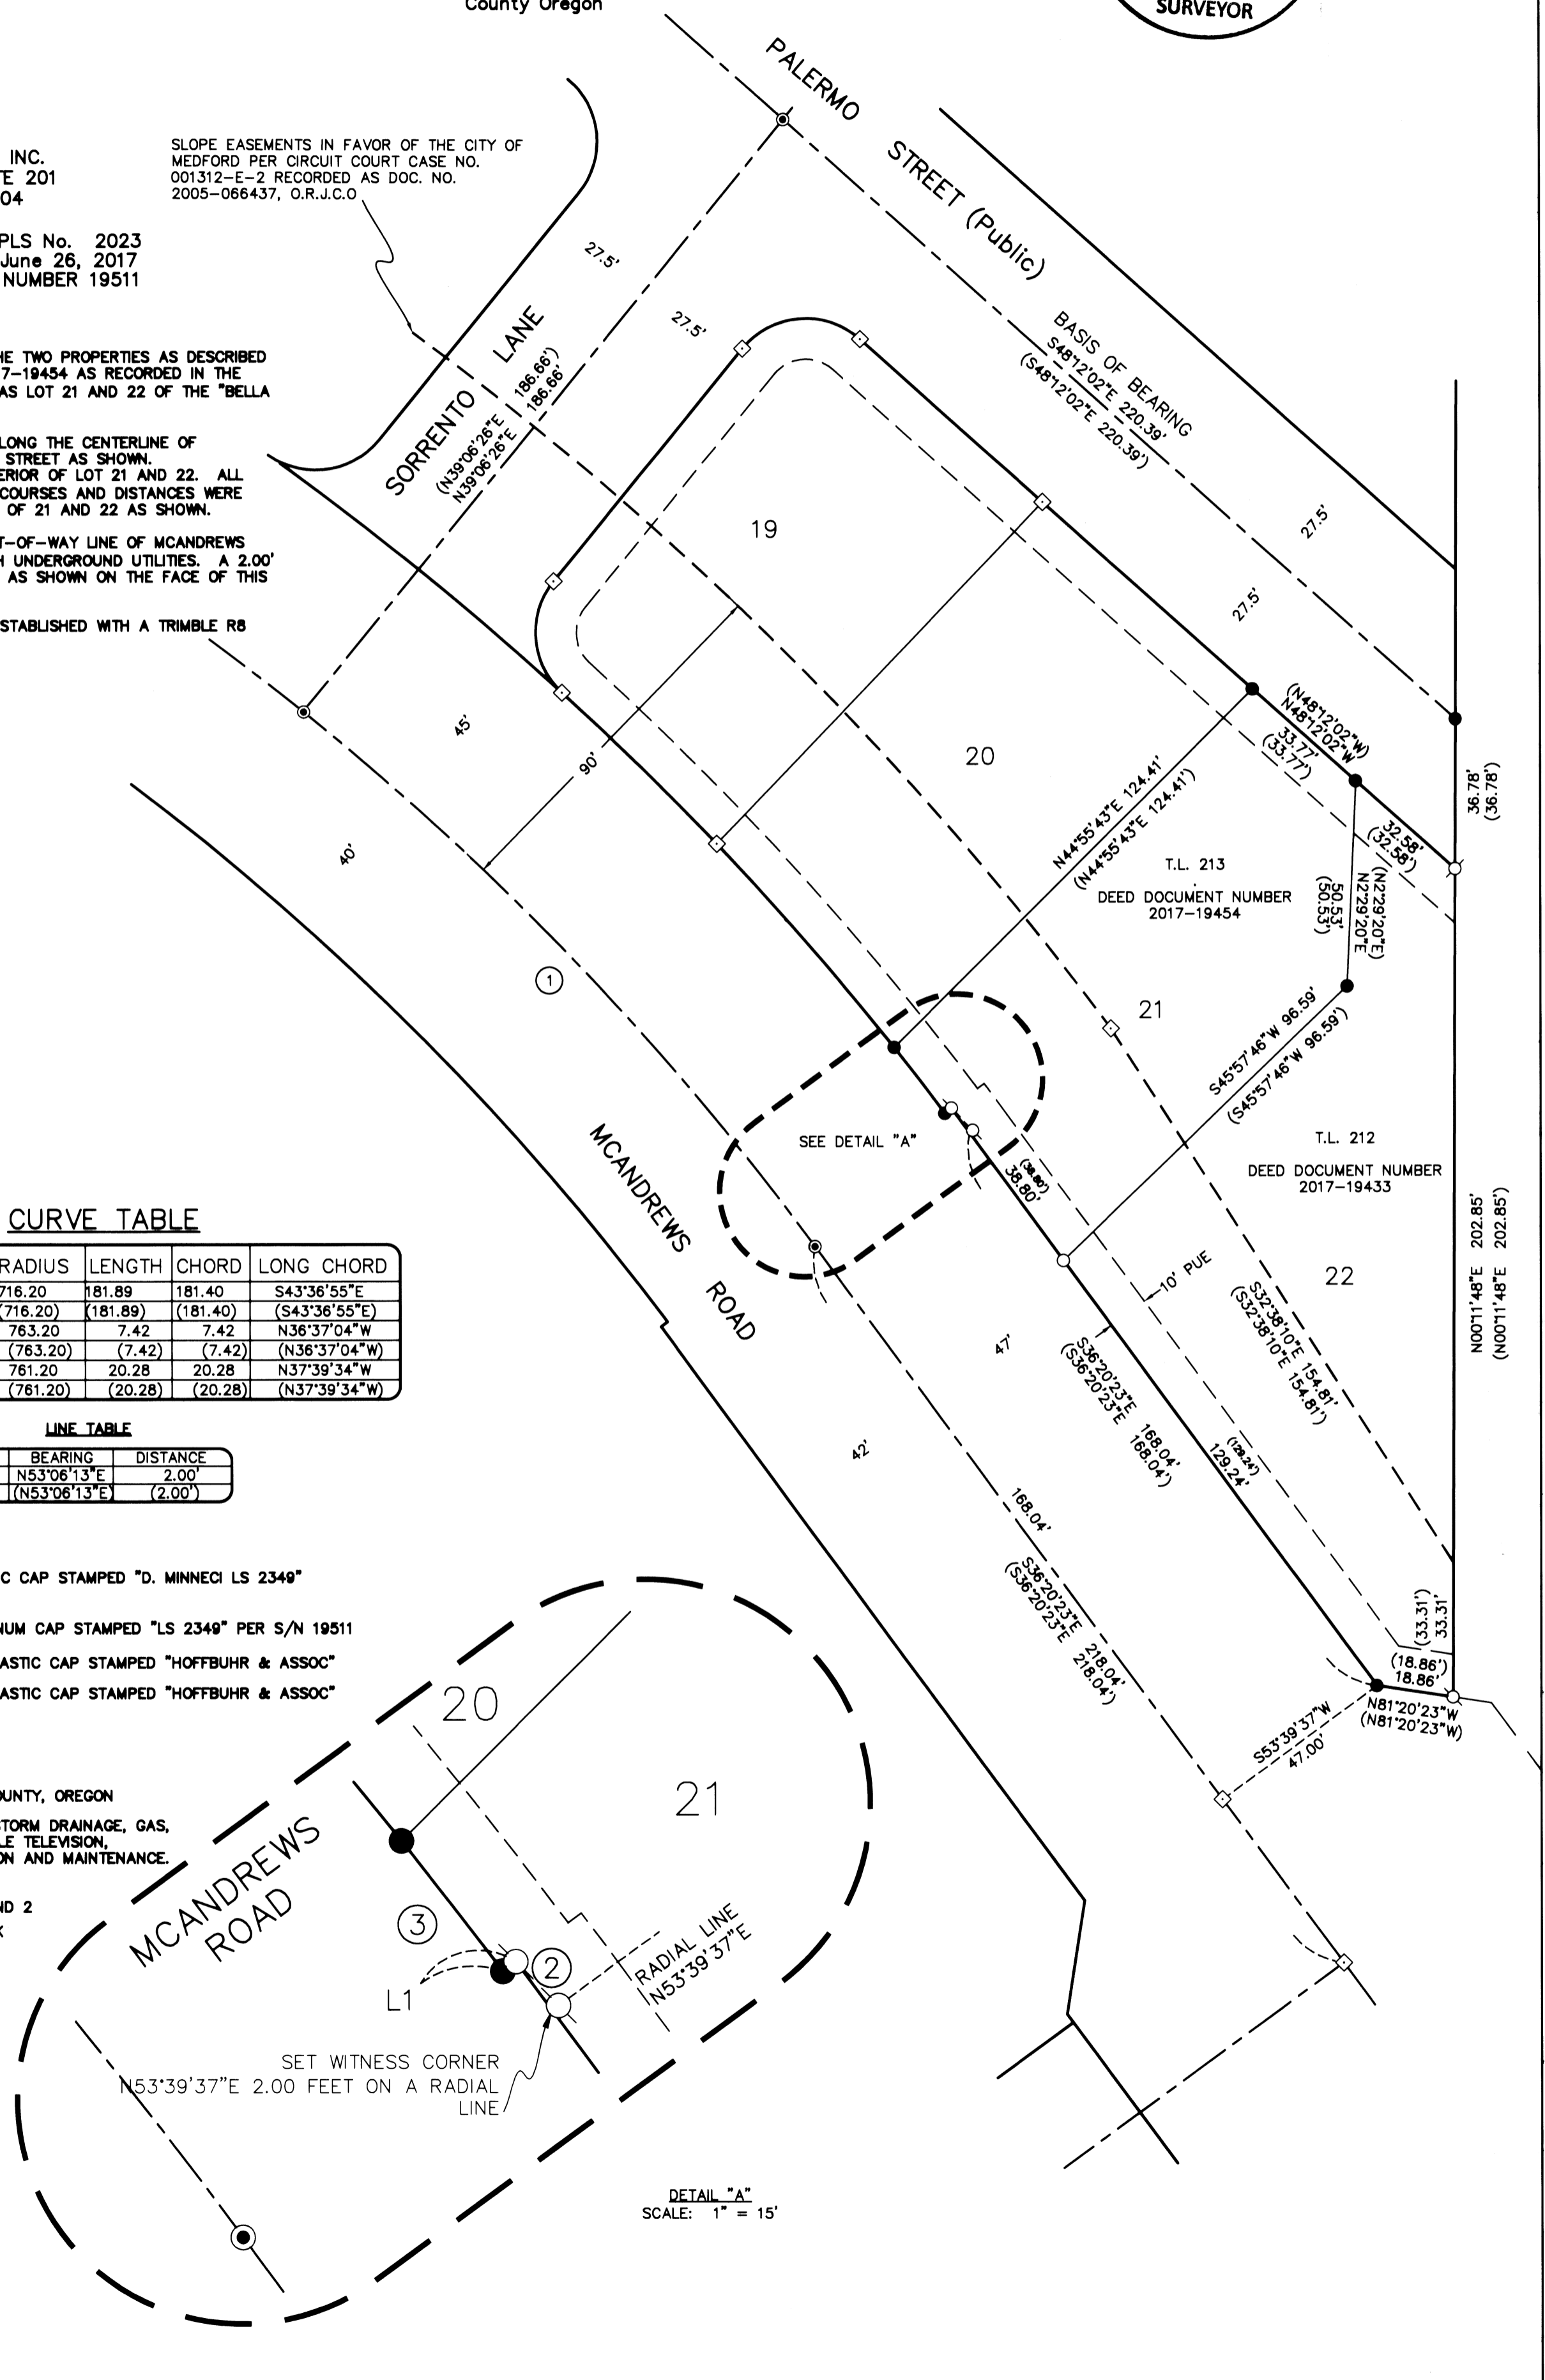 County Oregon
SURVEYOR
INC.
TE 201
04
PLS No. 2023
June 26, 2017
NUMBER 19511
SLOPE EASEMENTS IN FAVOR OF THE CITY OF
MEDFORD PER CIRCUIT COURT CASE NO.
001312-E-2 RECORDED AS DOC. NO.
2005-066437, O.R.J.C.O
HE TWO PROPERTIES AS DESCRIBED
7-19454 AS RECORDED IN THE
AS LOT 21 AND 22 OF THE "BELLA
LONG THE CENTERLINE OF
STREET AS SHOWN.
ERIOR OF LOT 21 AND 22. ALL
COURSES AND DISTANCES WERE
OF 21 AND 22 AS SHOWN.
T-OF-WAY LINE OF MCANDREWS
H UNDERGROUND UTILITIES. A 2.00'
AS SHOWN ON THE FACE OF THIS
STABLISHED WITH A TRIMBLE R8
PALERMO STREET (Public)
BASIS OF BEARING
S48°12'02"E 220.39'
(S48°12'02"E 220.39')
27.5'
27.5'
SORRENTO LANE
(N39°06'26"E 186.66')
N39°06'26"E 186.66'
27.5'
27.5'
19
20
45'
90'
40'
1
(N48°12'02"W)
N48°12'02"W
33.77'
(33.77')
32.58'
(32.58')
36.78'
(36.78')
N44°55'43"E 124.41'
(N44°55'43"E 124.41')
T.L. 213
DEED DOCUMENT NUMBER
2017-19454
(N2°29'20"E)
N2°29'20"E
50.53'
(50.53')
21
S45°57'46"W 96.59'
(S45°57'46"W 96.59')
T.L. 212
DEED DOCUMENT NUMBER
2017-19433
22
N00°11'48"E 202.85'
(N00°11'48"E 202.85')
SEE DETAIL "A"
(38.80')
38.80'
MCANDREWS ROAD
10' PUE
S32°38'10"E 154.81'
(S32°38'10"E 154.81')
47'
42'
S36°20'23"E 168.04'
(S36°20'23"E 168.04')
(129.24')
129.24'
168.04'
S36°20'23"E 218.04'
(S36°20'23"E 218.04')
(33.31')
33.31'
(18.86')
18.86'
N81°20'23"W
(N81°20'23"W)
S53°39'37"W
47.00'
CURVE TABLE
RADIUS LENGTH CHORD LONG CHORD
716.20 181.89 181.40 S43°36'55"E
(716.20) (181.89) (181.40) (S43°36'55"E)
763.20 7.42 7.42 N36°37'04"W
(763.20) (7.42) (7.42) (N36°37'04"W)
761.20 20.28 20.28 N37°39'34"W
(761.20) (20.28) (20.28) (N37°39'34"W)
LINE TABLE
BEARING DISTANCE
N53°06'13"E 2.00'
(N53°06'13"E) (2.00')
C CAP STAMPED "D. MINNECI LS 2349"
NUM CAP STAMPED "LS 2349" PER S/N 19511
ASTIC CAP STAMPED "HOFFBUHR & ASSOC"
ASTIC CAP STAMPED "HOFFBUHR & ASSOC"
OUNTY, OREGON
STORM DRAINAGE, GAS,
LE TELEVISION,
ON AND MAINTENANCE.
ND 2
20
21
MCANDREWS
ROAD
3
2
L1
RADIAL LINE
N53°39'37"E
SET WITNESS CORNER
N53°39'37"E 2.00 FEET ON A RADIAL
LINE
DETAIL "A"
SCALE: 1" = 15'